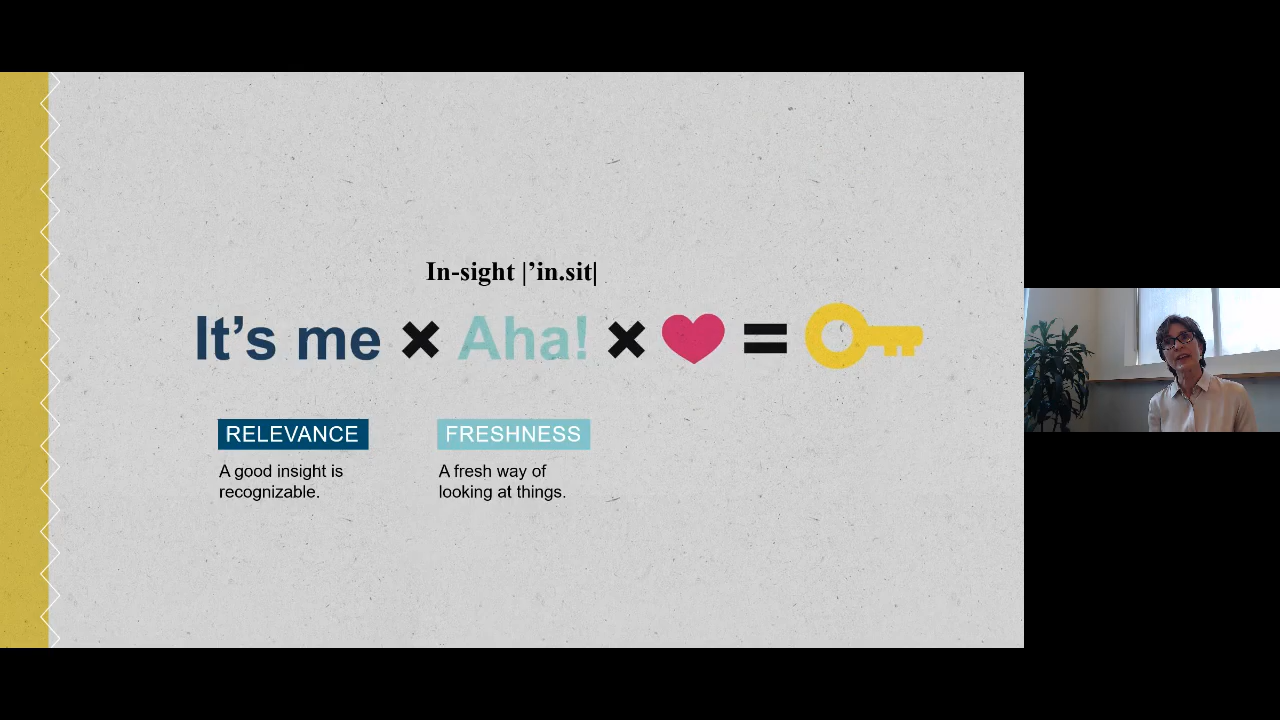 In-sight |’in.sit|
It’s me × Aha! × =
RELEVANCE
A good insight is
recognizable.
FRESHNESS
A fresh way of
looking at things.